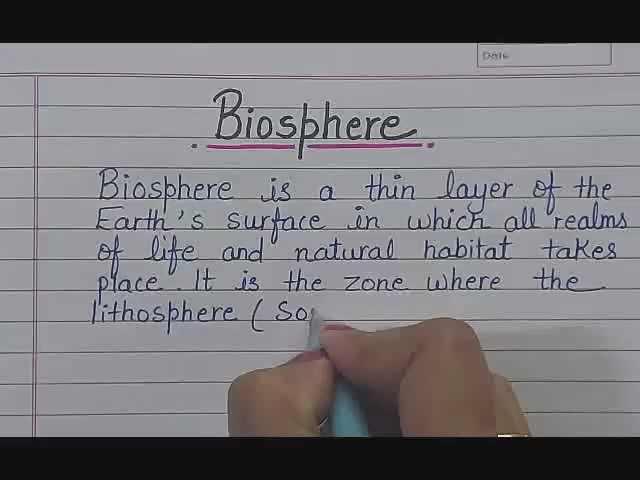 Date
Biosphere
Biosphere is a thin layer of the
Earth's surface in which all realms
of life and natural habitat takes
place. It is the zone where the
lithosphere ( So